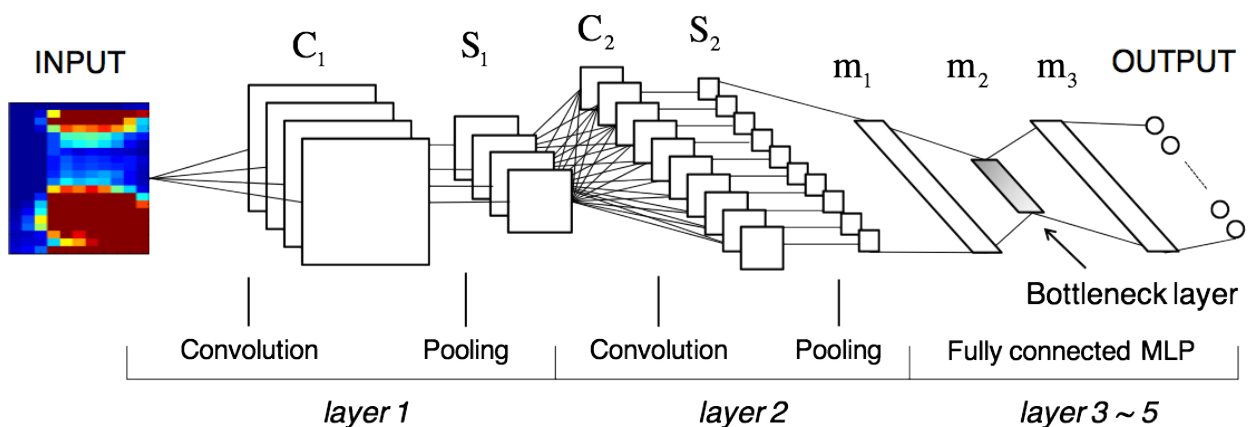 INPUT
C1
S1
C2
S2
m1
m2
m3
OUTPUT
Bottleneck layer
Convolution
Pooling
Convolution
Pooling
Fully connected MLP
layer 1
layer 2
layer 3 ~ 5